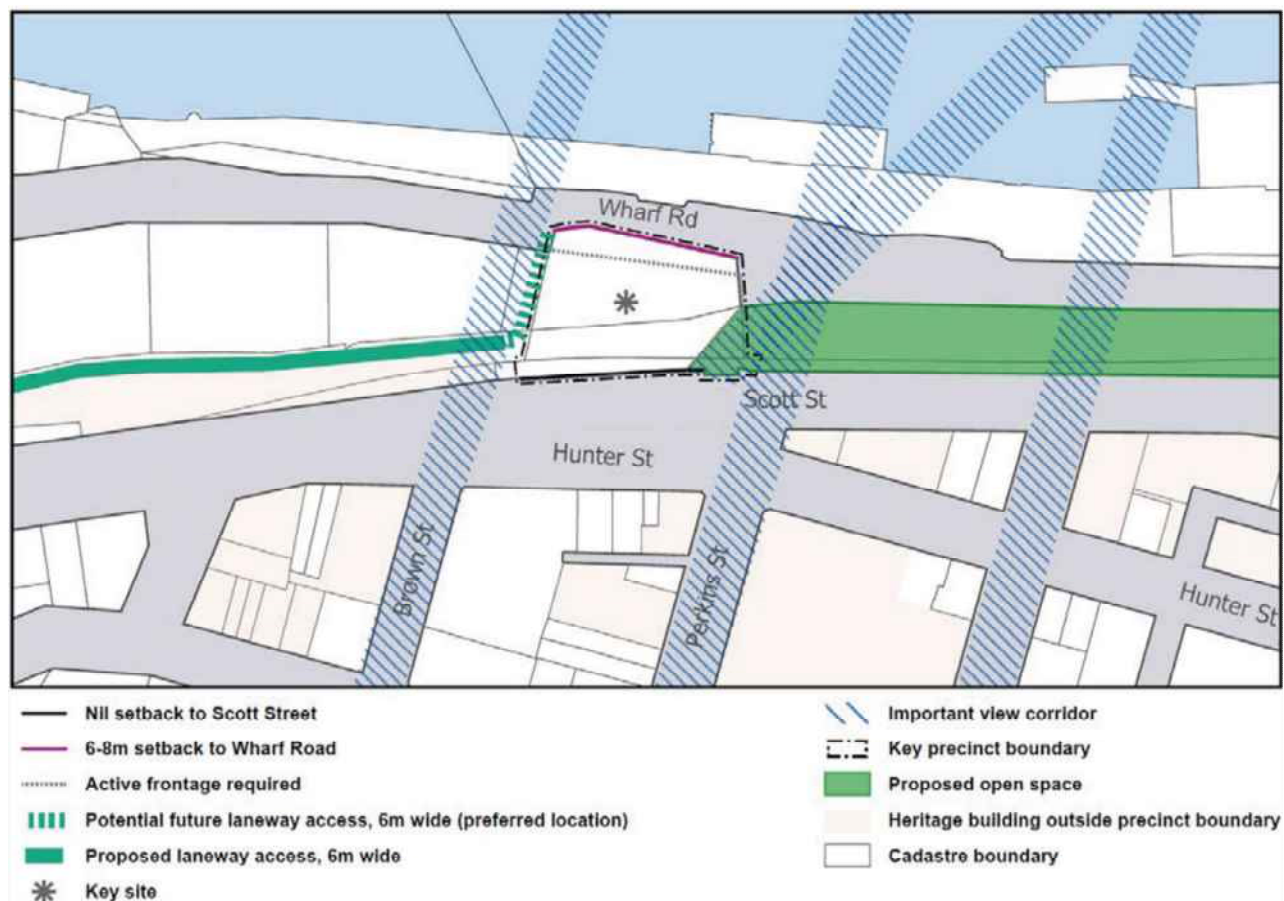 Wharf Rd
Scott St
Hunter St
Brown St
Perkins St
Hunter St
Nil setback to Scott Street
6-8m setback to Wharf Road
Active frontage required
Potential future laneway access, 6m wide (preferred location)
Proposed laneway access, 6m wide
Key site
Important view corridor
Key precinct boundary
Proposed open space
Heritage building outside precinct boundary
Cadastre boundary